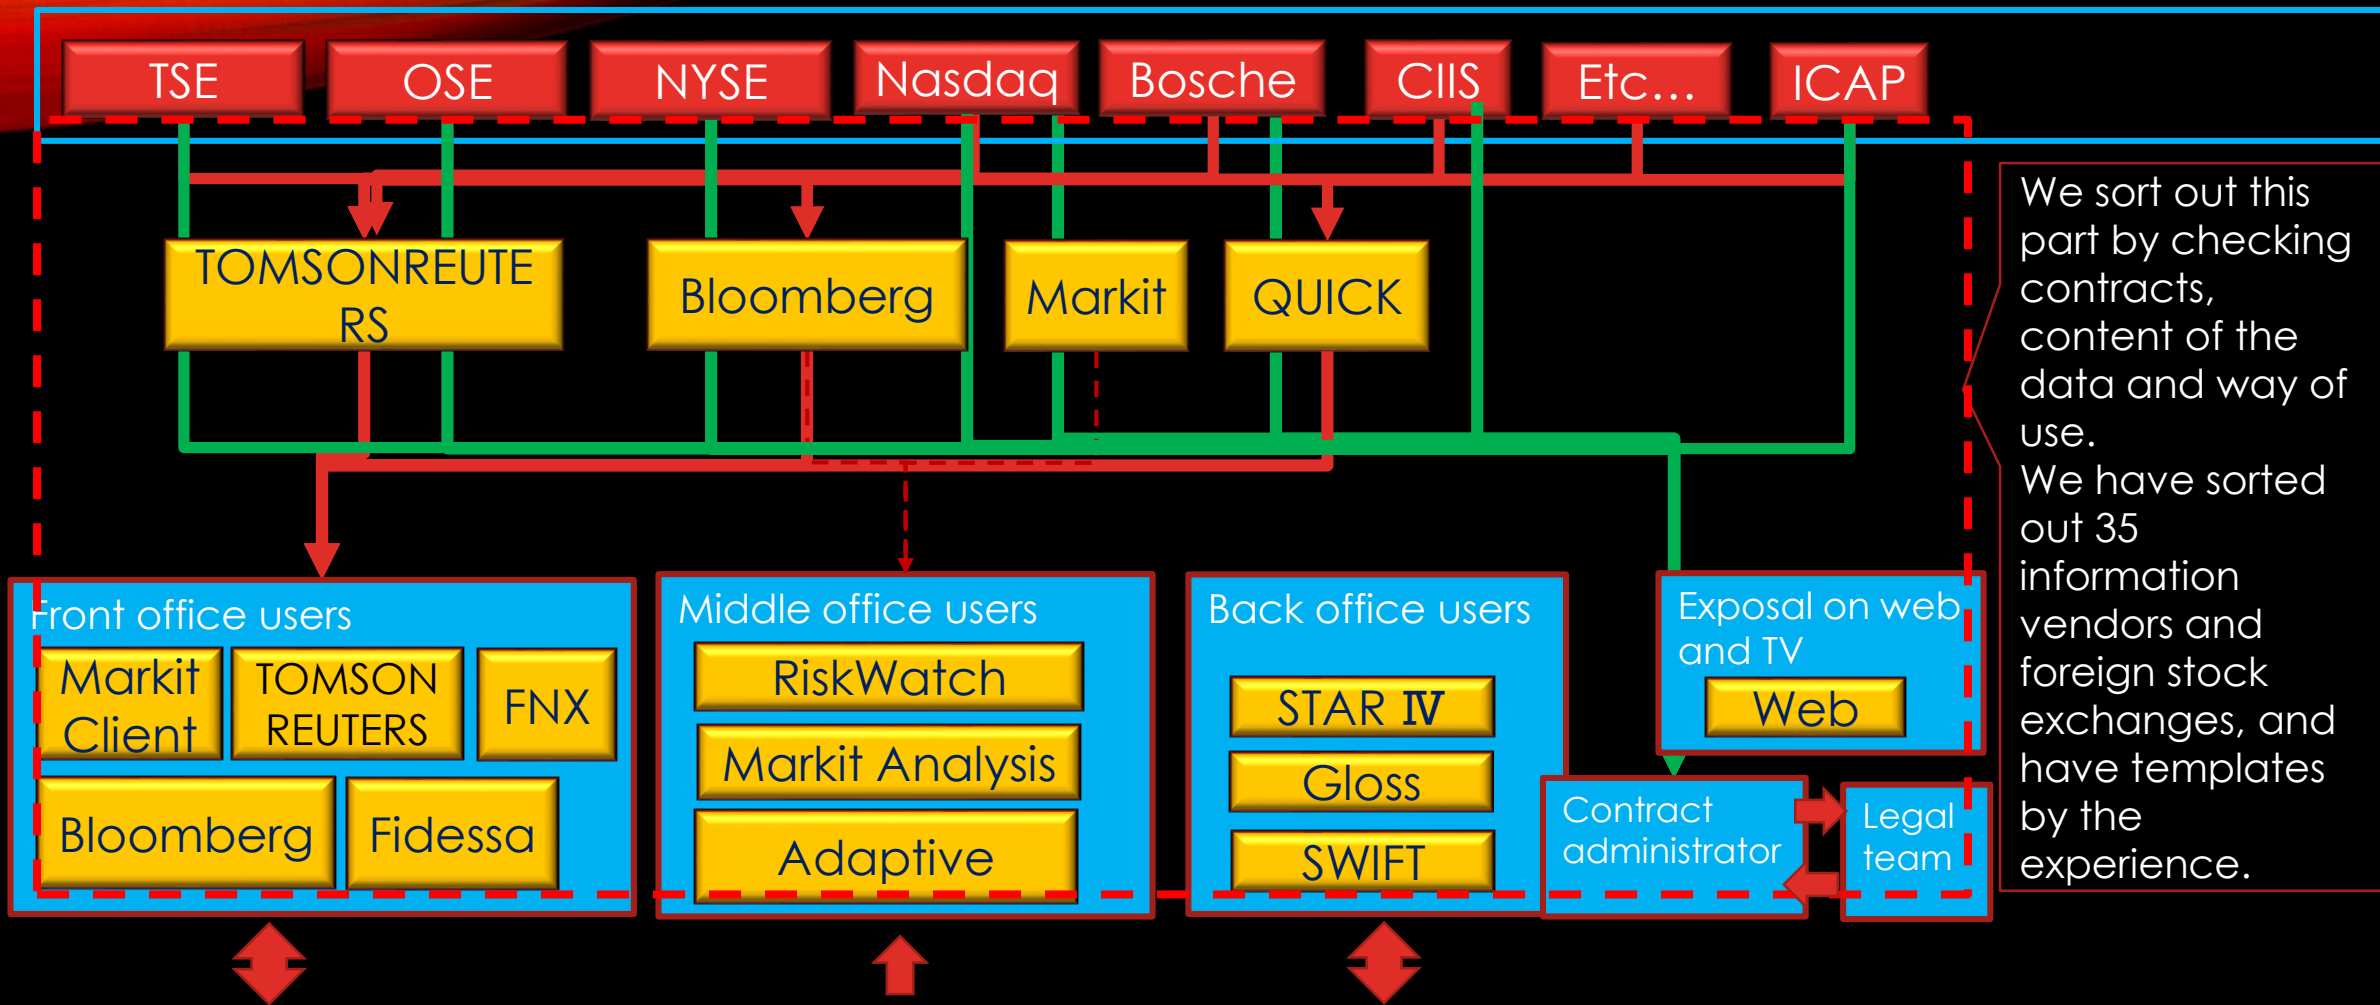 TSE
OSE
NYSE
Nasdaq
Bosche
CIIS
Etc...
ICAP
TOMSONREUTE
RS
Bloomberg
Markit
QUICK
We sort out this
part by checking
contracts,
content of the
data and way of
use.
We have sorted
out 35
information
vendors and
foreign stock
exchanges, and
have templates
by the
experience.
Front office users
Markit
Client
TOMSON
REUTERS
FNX
Bloomberg
Fidessa
Middle office users
RiskWatch
Markit Analysis
Adaptive
Back office users
STAR Ⅳ
Gloss
SWIFT
Exposal on web
and TV
Web
Contract
administrator
Legal
team